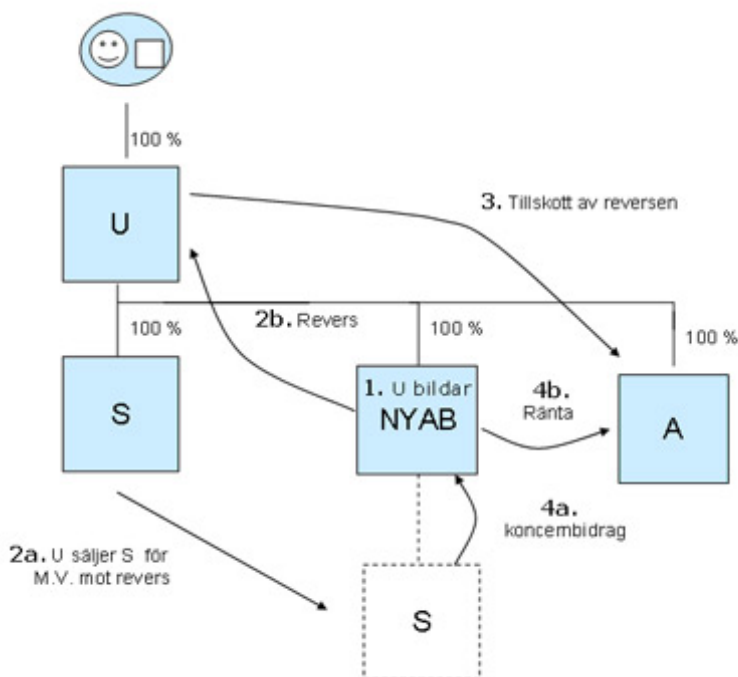 100 %
U
3. Tillskott av reversen
100 %
2b. Revers
100 %
100 %
S
1. U bildar
NYAB
4b.
Ränta
A
4a.
koncembidrag
2a. U säljer S för
M.V. mot revers
S